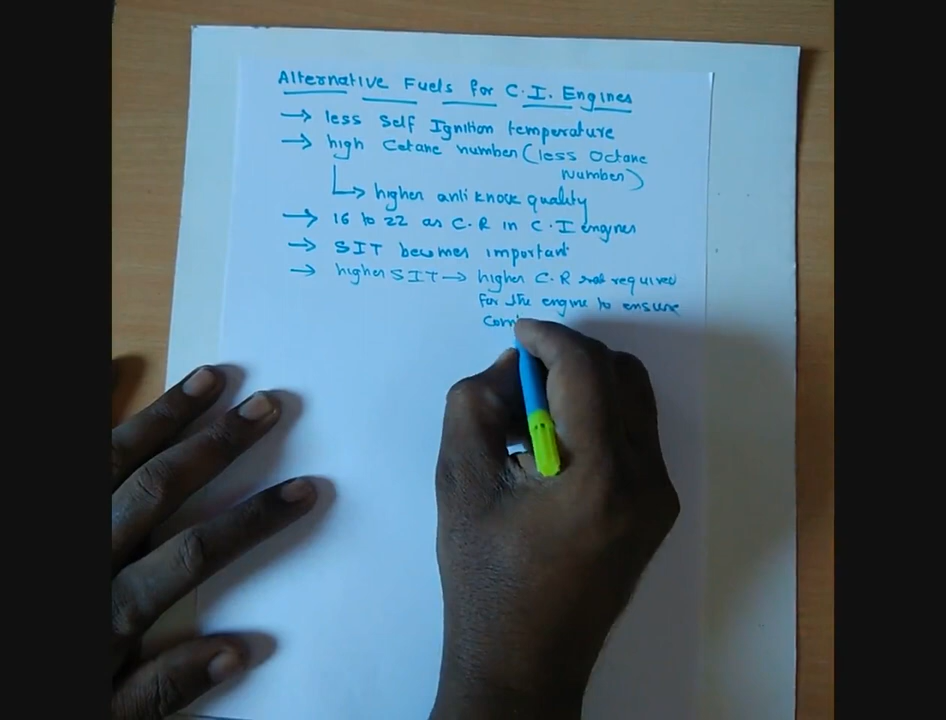 Alternative Fuels for C.I. Engines
→ less Self Ignition temperature
→ high Cetane number (less Octane
Number)
↳ higher anti knock quality
→ 16 to 22 as C.R in C.I engines
→ SIT becomes important
→ higher SIT → higher C.R required
for the engine to ensure